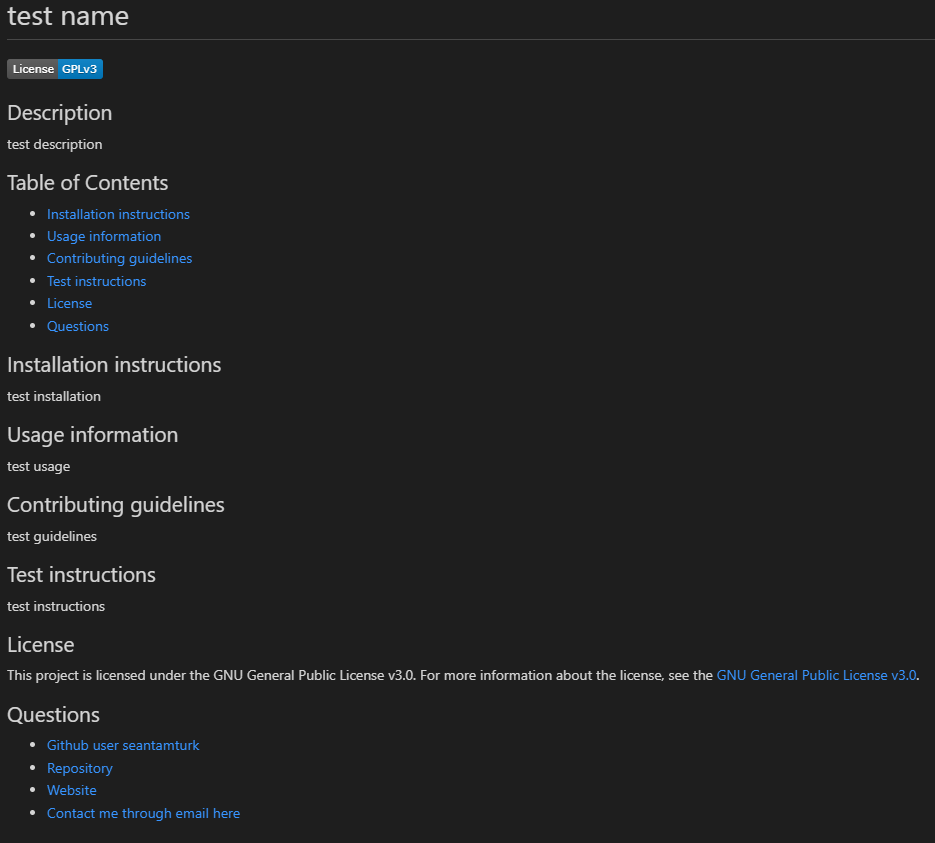 test name
License GPLv3
Description
test description
Table of Contents
Installation instructions
Usage information
Contributing guidelines
Test instructions
License
Questions
Installation instructions
test installation
Usage information
test usage
Contributing guidelines
test guidelines
Test instructions
test instructions
License
This project is licensed under the GNU General Public License v3.0. For more information about the license, see the GNU General Public License v3.0.
Questions
Github user seantamturk
Repository
Website
Contact me through email here